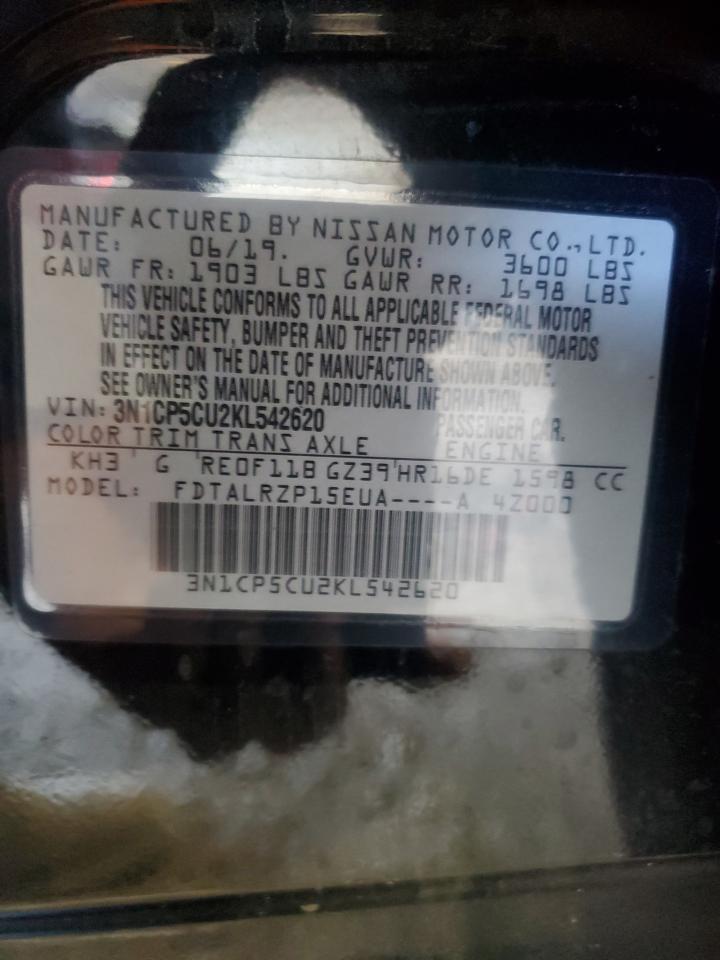 MANUFACTURED BY NISSAN MOTOR CO., LTD.
DATE: 06/19. GVWR: 3600 LBS
GAWR FR: 1903 LBS GAWR RR: 1698 LBS
THIS VEHICLE CONFORMS TO ALL APPLICABLE FEDERAL MOTOR
VEHICLE SAFETY, BUMPER AND THEFT PREVENTION STANDARDS
IN EFFECT ON THE DATE OF MANUFACTURE SHOWN ABOVE.
SEE OWNER'S MANUAL FOR ADDITIONAL INFORMATION.
VIN: 3N1CP5CU2KL542620 PASSENGER CAR.
COLOR TRIM TRANS AXLE ENGINE
KH3 G RE0F11B GZ39 HR16DE 1598 CC
MODEL: FDTALRZP15EUA----A 4Z000
3N1CP5CU2KL542620